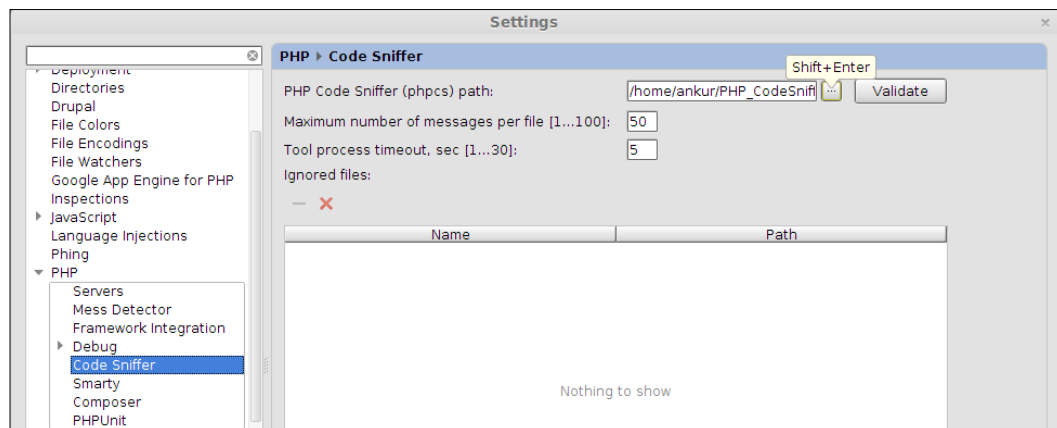 Settings
PHP Code Sniffer
Shift+Enter
PHP Code Sniffer (phpcs) path:
/home/ankur/PHP_CodeSniff
...
Validate
Maximum number of messages per file [1...100]:
50
Tool process timeout, sec [1...30]:
5
Ignored files:
Name
Path
Nothing to show
Deployment
Directories
Drupal
File Colors
File Encodings
File Watchers
Google App Engine for PHP
Inspections
JavaScript
Language Injections
Phing
PHP
Servers
Mess Detector
Framework Integration
Debug
Code Sniffer
Smarty
Composer
PHPUnit